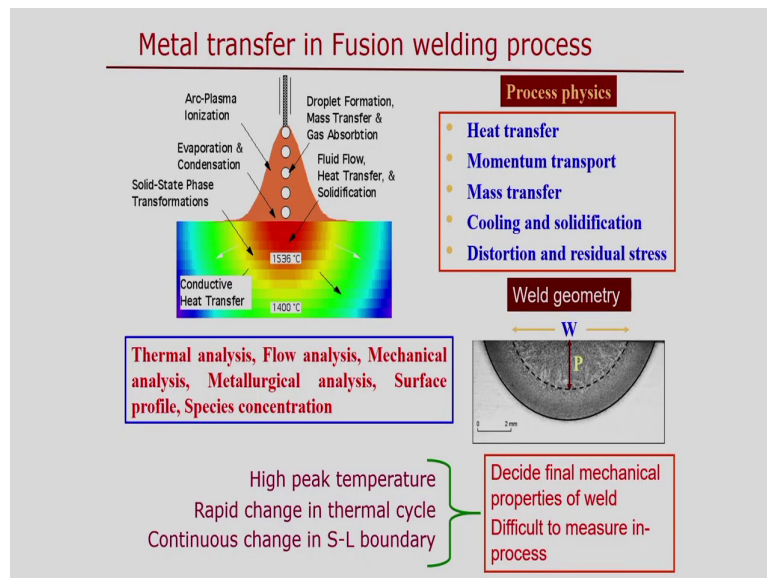 Metal transfer in Fusion welding process
Arc-Plasma
Ionization
Droplet Formation,
Mass Transfer &
Gas Absorbtion
Evaporation &
Condensation
Fluid Flow,
Heat Transfer, &
Solidification
Solid-State Phase
Transformations
1536 °C
Conductive
Heat Transfer
1400 °C
Process physics
• Heat transfer
• Momentum transport
• Mass transfer
• Cooling and solidification
• Distortion and residual stress
Weld geometry
W
P
0 2 mm
Thermal analysis, Flow analysis, Mechanical
analysis, Metallurgical analysis, Surface
profile, Species concentration
High peak temperature
Rapid change in thermal cycle
Continuous change in S-L boundary
Decide final mechanical
properties of weld
Difficult to measure in-
process